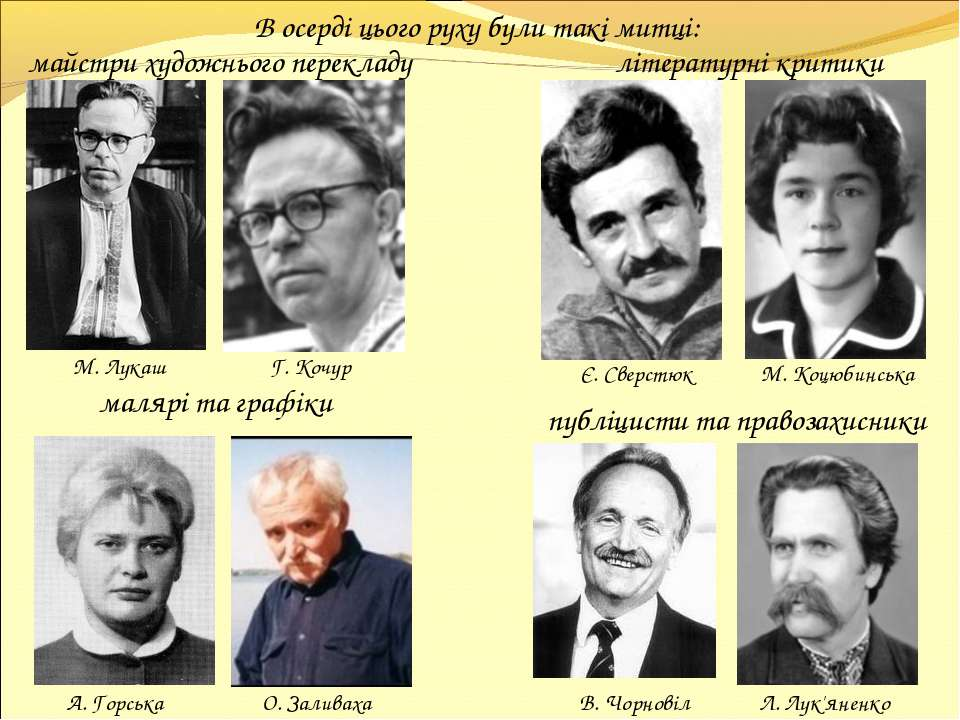 В осерді цього руху були такі митці:
майстри художнього перекладу
літературні критики
М. Лукаш
Г. Кочур
Є. Сверстюк
М. Коцюбинська
малярі та графіки
публіцисти та правозахисники
А. Горська
О. Заливаха
В. Чорновіл
Л. Лук'яненко